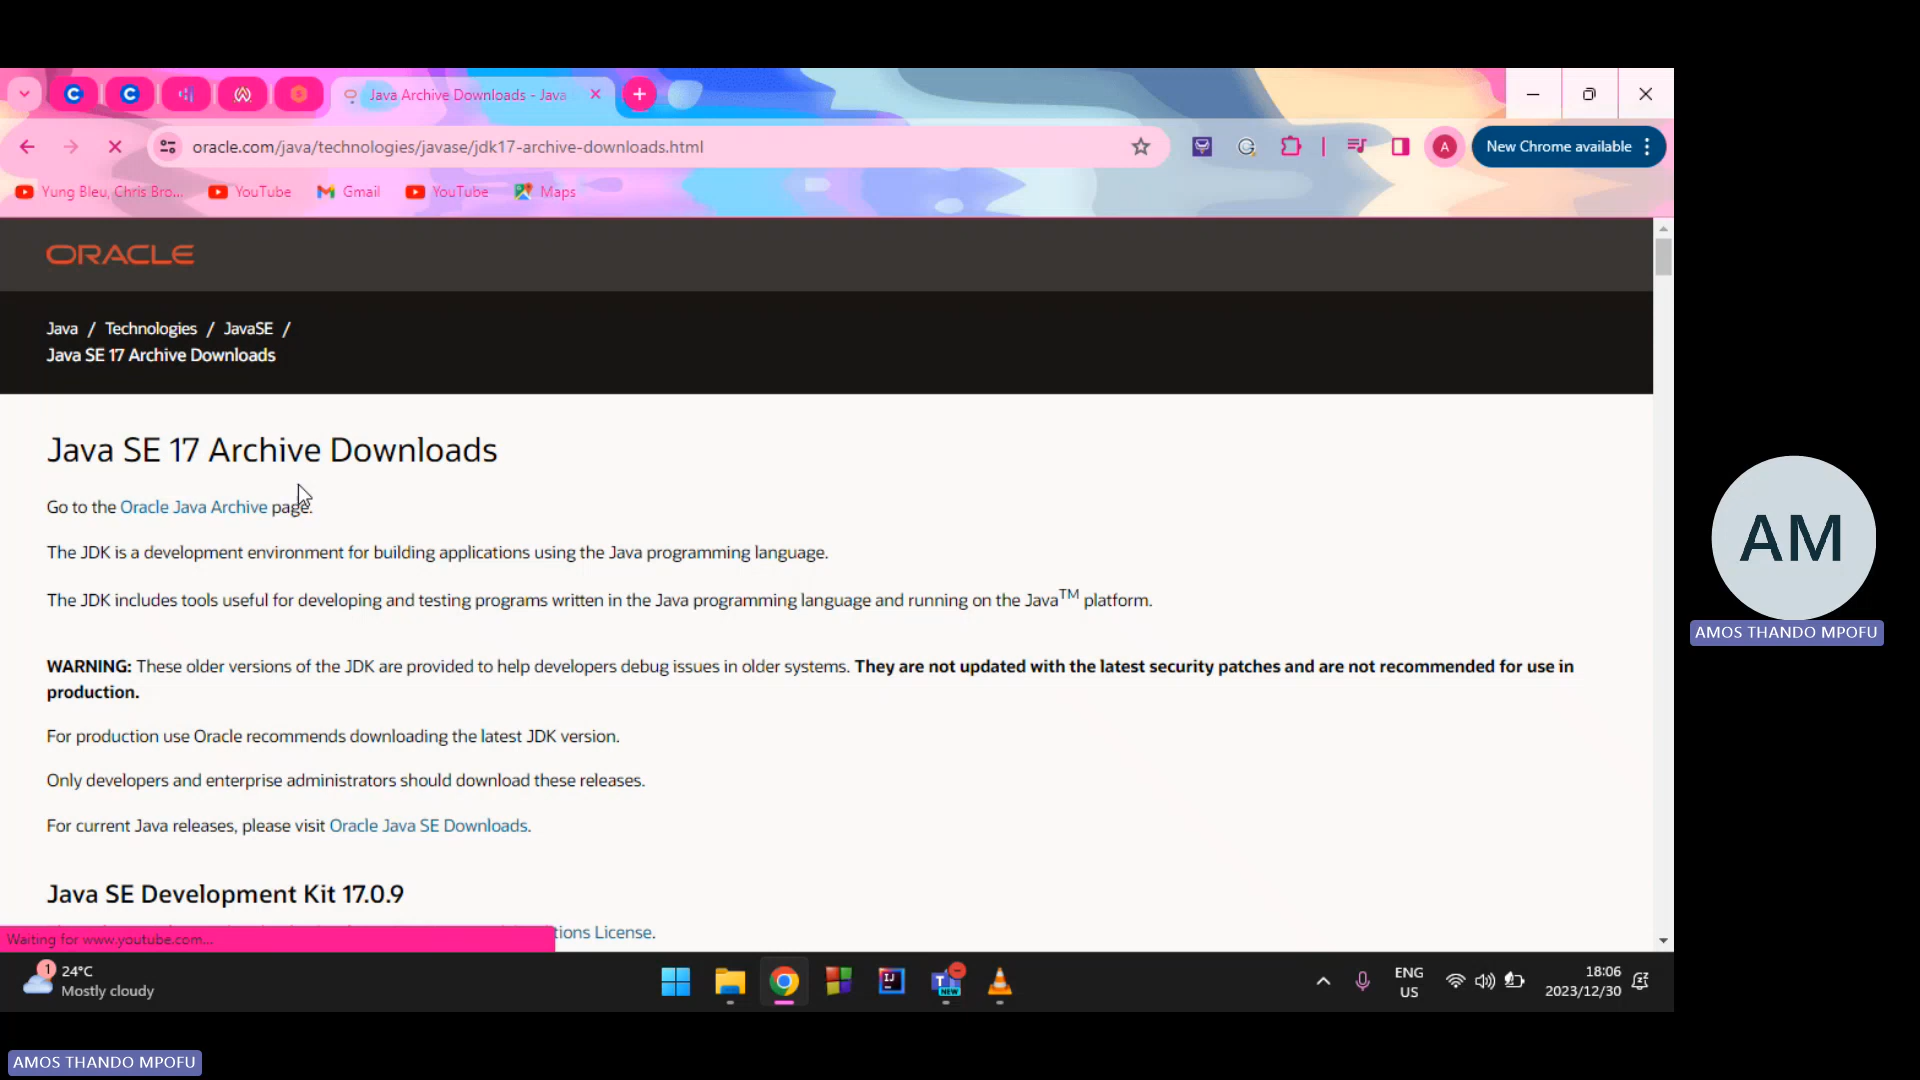 Java Archive Downloads - Java
oracle.com/java/technologies/javase/jdk17-archive-downloads.html
A
New Chrome available
Yung Bleu, Chris Bro...
YouTube
Gmail
YouTube
Maps
ORACLE
Java / Technologies / JavaSE /
Java SE 17 Archive Downloads
Java SE 17 Archive Downloads
Go to the Oracle Java Archive page.
The JDK is a development environment for building applications using the Java programming language.
The JDK includes tools useful for developing and testing programs written in the Java programming language and running on the Java™ platform.
WARNING: These older versions of the JDK are provided to help developers debug issues in older systems. They are not updated with the latest security patches and are not recommended for use in
production.
For production use Oracle recommends downloading the latest JDK version.
Only developers and enterprise administrators should download these releases.
For current Java releases, please visit Oracle Java SE Downloads.
Java SE Development Kit 17.0.9
License.
Waiting for www.youtube.com...
1
24°C
Mostly cloudy
IJ
T
NEW
ENG
US
18:06
2023/12/30
AM
AMOS THANDO MPOFU
AMOS THANDO MPOFU